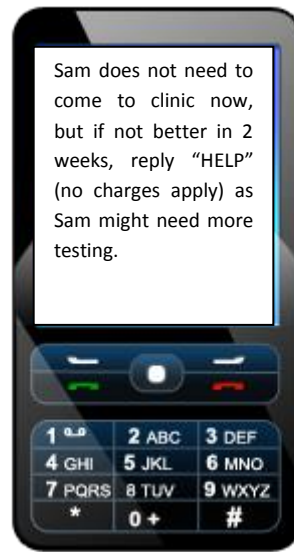 Sam does not need to
come to clinic now,
but if not better in 2
weeks, reply “HELP”
(no charges apply) as
Sam might need more
testing.
1
2 ABC
3 DEF
4 GHI
5 JKL
6 MNO
7 PQRS
8 TUV
9 WXYZ
*
0 +
#